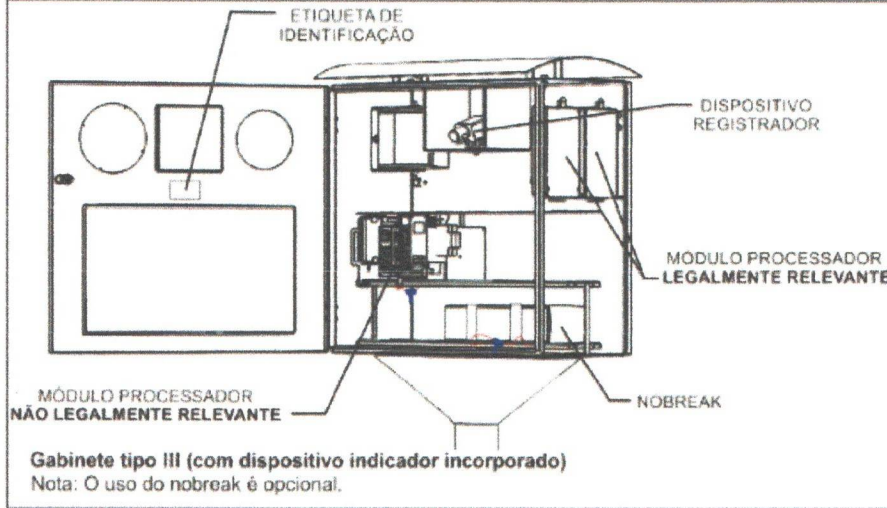 ETIQUETA DE
IDENTIFICAÇÃO
DISPOSITIVO
REGISTRADOR
MÓDULO PROCESSADOR
LEGALMENTE RELEVANTE
MÓDULO PROCESSADOR
NÃO LEGALMENTE RELEVANTE
NOBREAK
Gabinete tipo III (com dispositivo indicador incorporado)
Nota: O uso do nobreak é opcional.